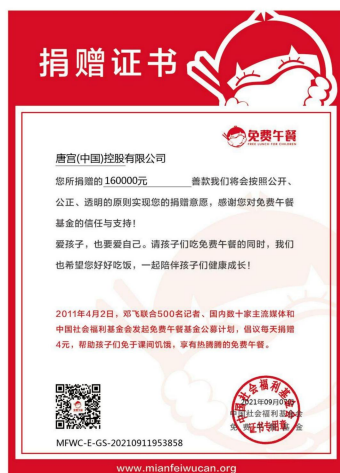 捐赠证书
免费午餐
FREE LUNCH FOR CHILDREN
唐宫(中国)控股有限公司
您所捐赠的 160000元 善款我们将会按照公开、
公正、透明的原则实现您的捐赠意愿，感谢您对免费午餐
基金的信任与支持！
爱孩子，也要爱自己。请孩子们吃免费午餐的同时，我们
也希望您好好吃饭，一起陪伴孩子们健康成长！
2011年4月2日，邓飞联合500名记者、国内数十家主流媒体和
中国社会福利基金会发起免费午餐基金公募计划，倡议每天捐赠
4元，帮助孩子们免于课间饥饿，享有热腾腾的免费午餐。
中国社会福利基金会
免费午餐基金
证书专用章
MFWC-E-GS-20210911953858
www.mianfeiwucan.org